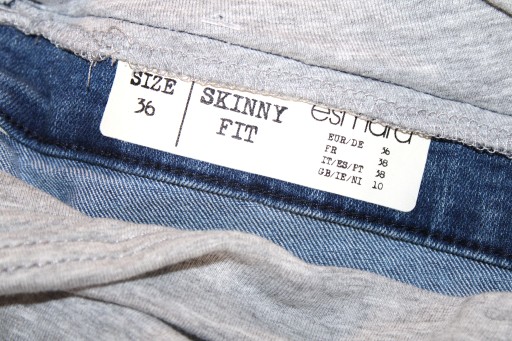 SIZE
36
SKINNY
FIT
esmara
EUR/DE 36
FR 38
IT/ES/PT 38
GB/IE/NI 10